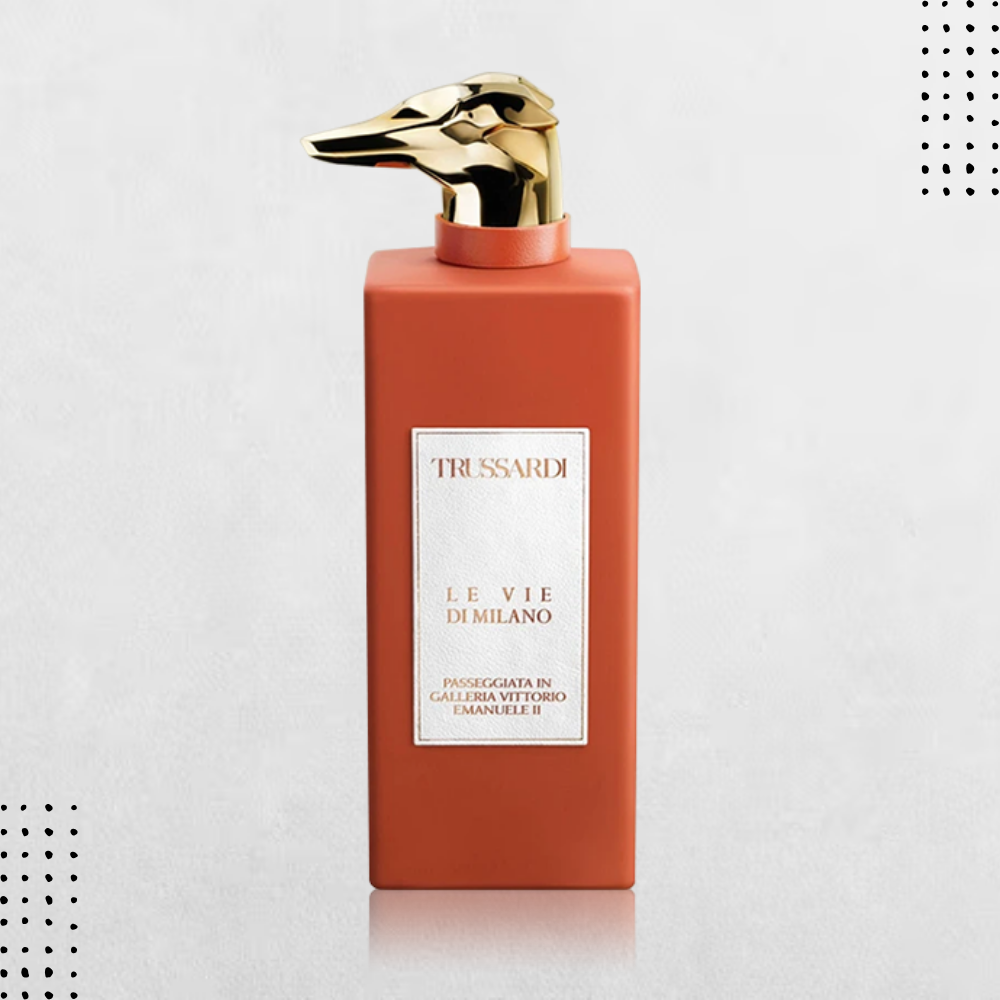 TRUSSARDI
LE VIE
DI MILANO
PASSEGGIATA IN
GALLERIA VITTORIO
EMANUELE II